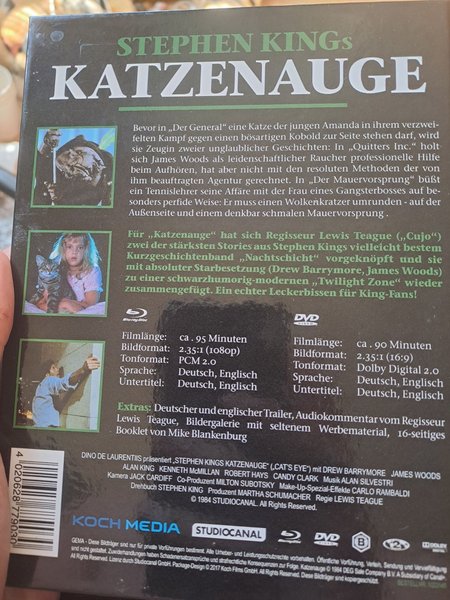 STEPHEN KINGs
KATZENAUGE
Bevor in „Der General“ eine Katze der jungen Amanda in ihrem verzwei-
felten Kampf gegen einen bösartigen Kobold zur Seite stehen darf, wird
sie Zeugin zweier unglaublicher Geschichten: In „Quitters Inc.“ holt
sich James Woods als leidenschaftlicher Raucher professionelle Hilfe
beim Aufhören, hat aber nicht mit den resoluten Methoden der von
ihm beauftragten Agentur gerechnet. In „Der Mauervorsprung“ büßt
ein Tennislehrer seine Affäre mit der Frau eines Gangsterbosses auf be-
sonders perfide Weise: Er muss einen Wolkenkratzer umrunden - auf der
Außenseite und einem denkbar schmalen Mauervorsprung .
Für „Katzenauge“ hat sich Regisseur Lewis Teague („Cujo“)
zwei der stärksten Stories aus Stephen Kings vielleicht bestem
Kurzgeschichtenband „Nachtschicht“ vorgeknöpft und sie
mit absoluter Starbesetzung (Drew Barrymore, James Woods)
zu einer schwarzhumorig-modernen „Twilight Zone“ wieder
zusammengefügt. Ein echter Leckerbissen für King-Fans!
Blu-ray Disc
DVD VIDEO
Filmlänge: ca . 95 Minuten
Bildformat: 2.35:1 (1080p)
Tonformat: PCM 2.0
Sprache: Deutsch, Englisch
Untertitel: Deutsch, Englisch
Filmlänge: ca . 90 Minuten
Bildformat: 2.35:1 (16:9)
Tonformat: Dolby Digital 2.0
Sprache: Deutsch, Englisch
Untertitel: Deutsch, Englisch
Extras: Deutscher und englischer Trailer, Audiokommentar vom Regisseur
Lewis Teague, Bildergalerie mit seltenem Werbematerial, 16-seitiges
Booklet von Mike Blankenburg
DINO DE LAURENTIIS präsentiert „STEPHEN KINGS KATZENAUGE“ („CAT'S EYE“) mit DREW BARRYMORE JAMES WOODS
ALAN KING KENNETH McMILLAN ROBERT HAYS CANDY CLARK Musik ALAN SILVESTRI
Kamera JACK CARDIFF Co-Produzent MILTON SUBOTSKY Make-Up-Spezial-Effekte CARLO RAMBALDI
Drehbuch STEPHEN KING Produzent MARTHA SCHUMACHER Regie LEWIS TEAGUE
© 1984 STUDIOCANAL. All Rights Reserved.
4 020628 779030
KOCH MEDIA
STUDIOCANAL
DVD
B
DOLBY